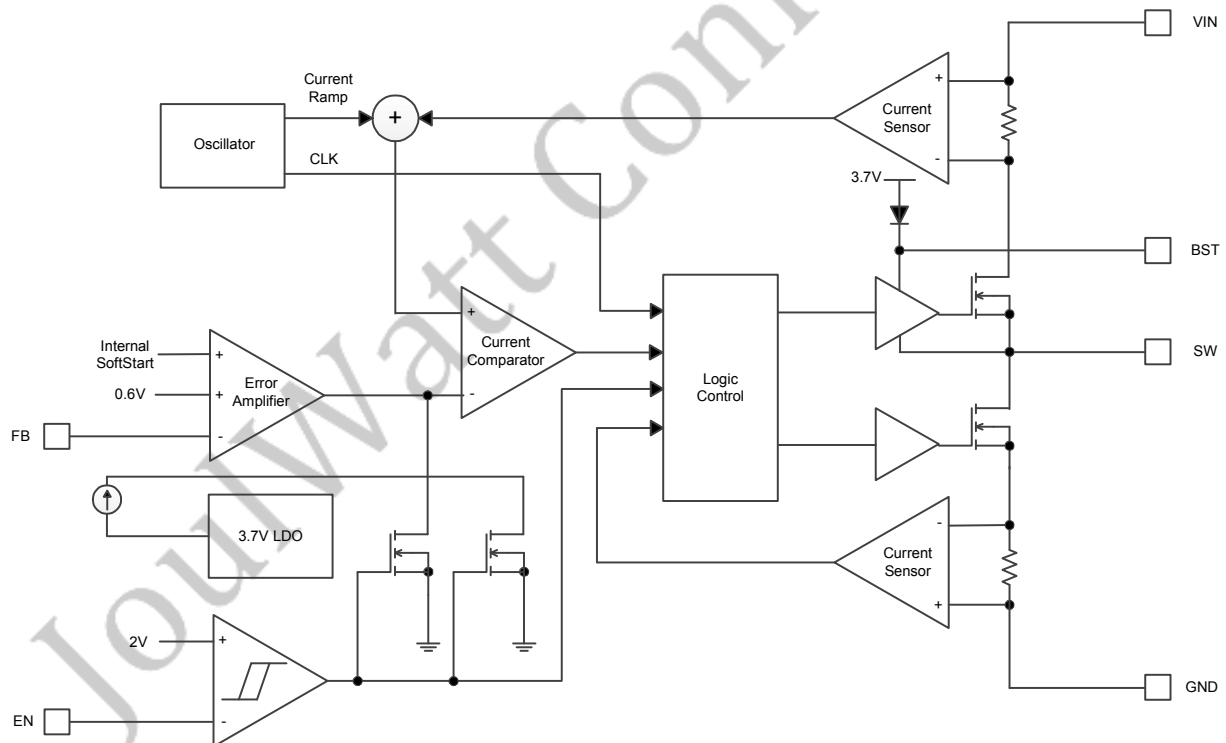 VIN
Current
Ramp
+
Current
Sensor
+
-
Oscillator
+
CLK
3.7V
BST
Internal
SoftStart
+
0.6V
+
Error
Amplifier
FB
-
+
Current
Comparator
-
Logic
Control
SW
3.7V LDO
-
Current
Sensor
+
2V
+
EN
-
GND
JoulWatt Conf